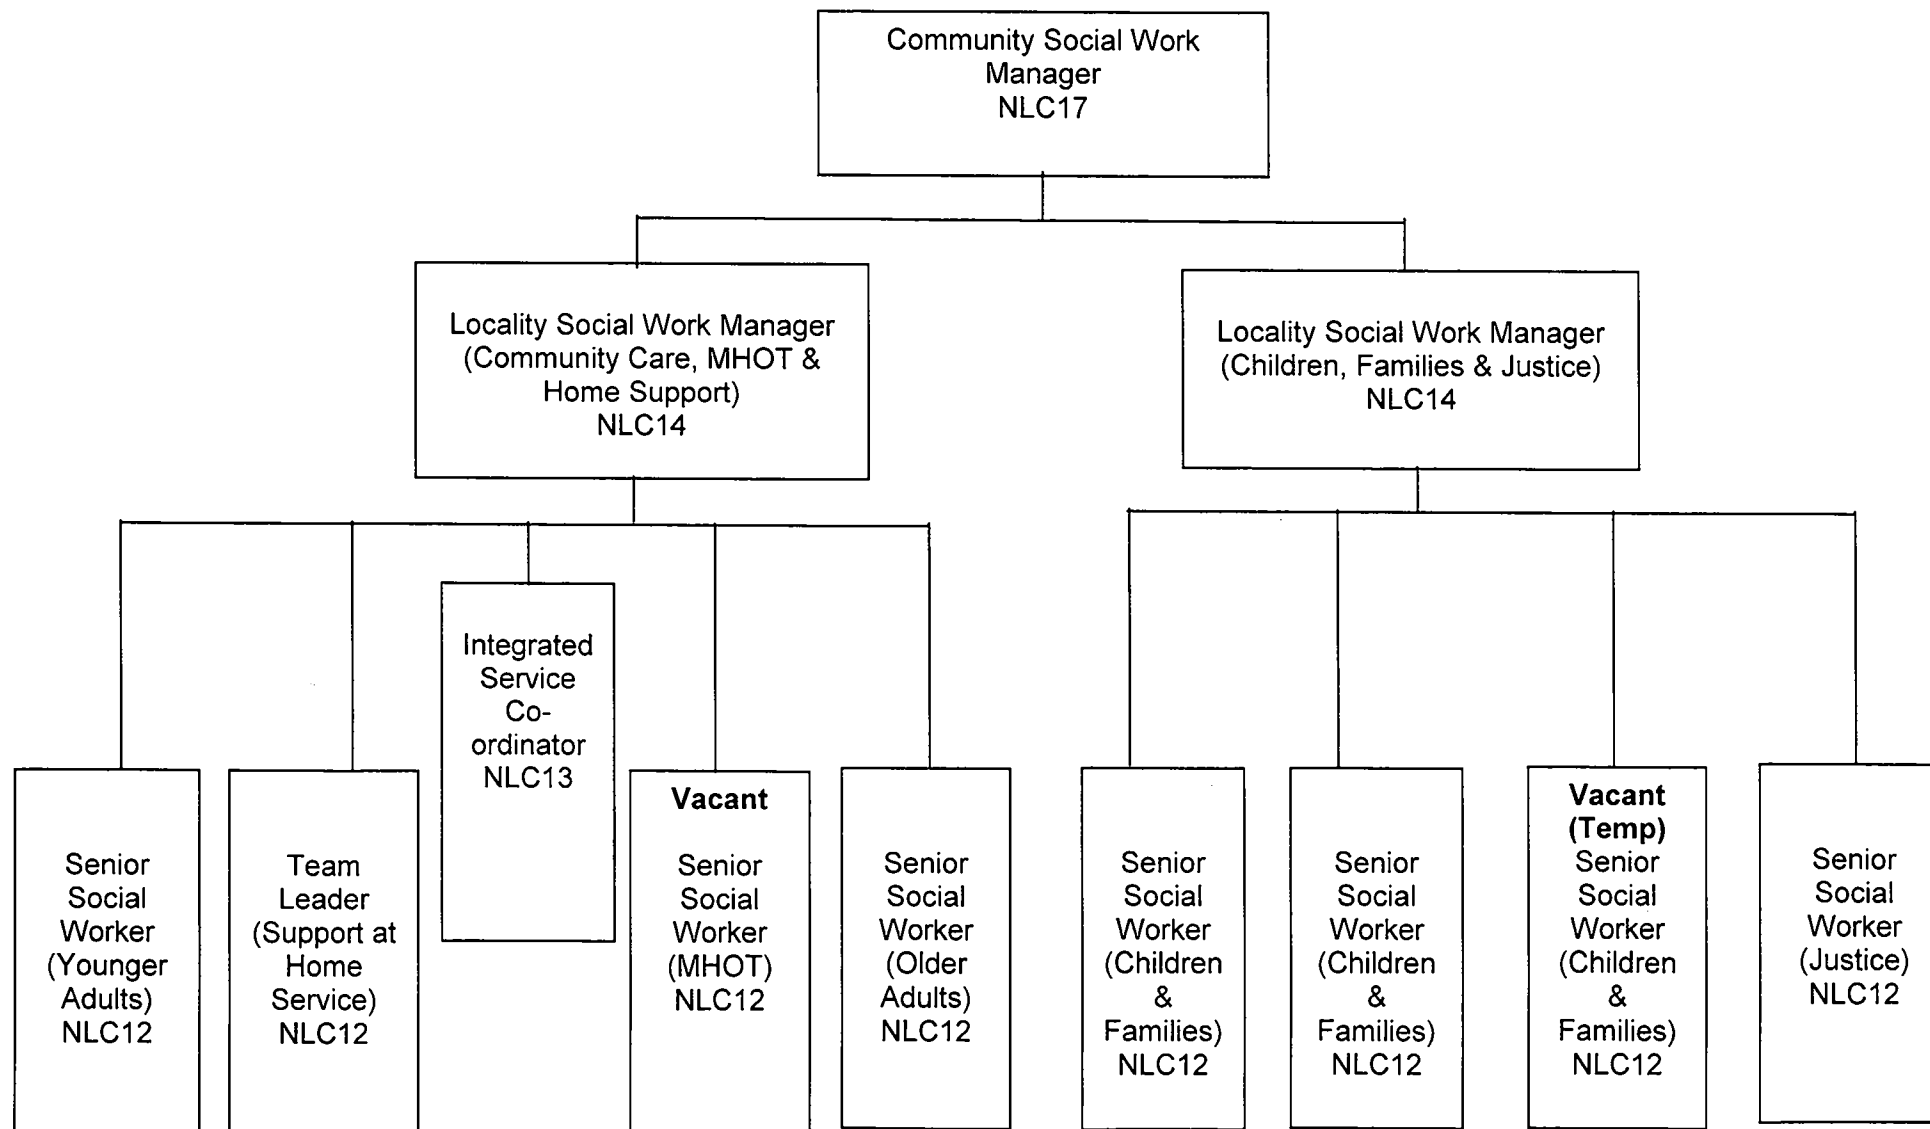 Community Social Work
Manager
NLC17
Locality Social Work Manager
(Community Care, MHOT &
Home Support)
NLC14
Locality Social Work Manager
(Children, Families & Justice)
NLC14
Senior
Social
Worker
(Younger
Adults)
NLC12
Team
Leader
(Support at
Home
Service)
NLC12
Integrated
Service
Co-
ordinator
NLC13
Vacant
Senior
Social
Worker
(MHOT)
NLC12
Senior
Social
Worker
(Older
Adults)
NLC12
Senior
Social
Worker
(Children
&
Families)
NLC12
Senior
Social
Worker
(Children
&
Families)
NLC12
Vacant
(Temp)
Senior
Social
Worker
(Children
&
Families)
NLC12
Senior
Social
Worker
(Justice)
NLC12